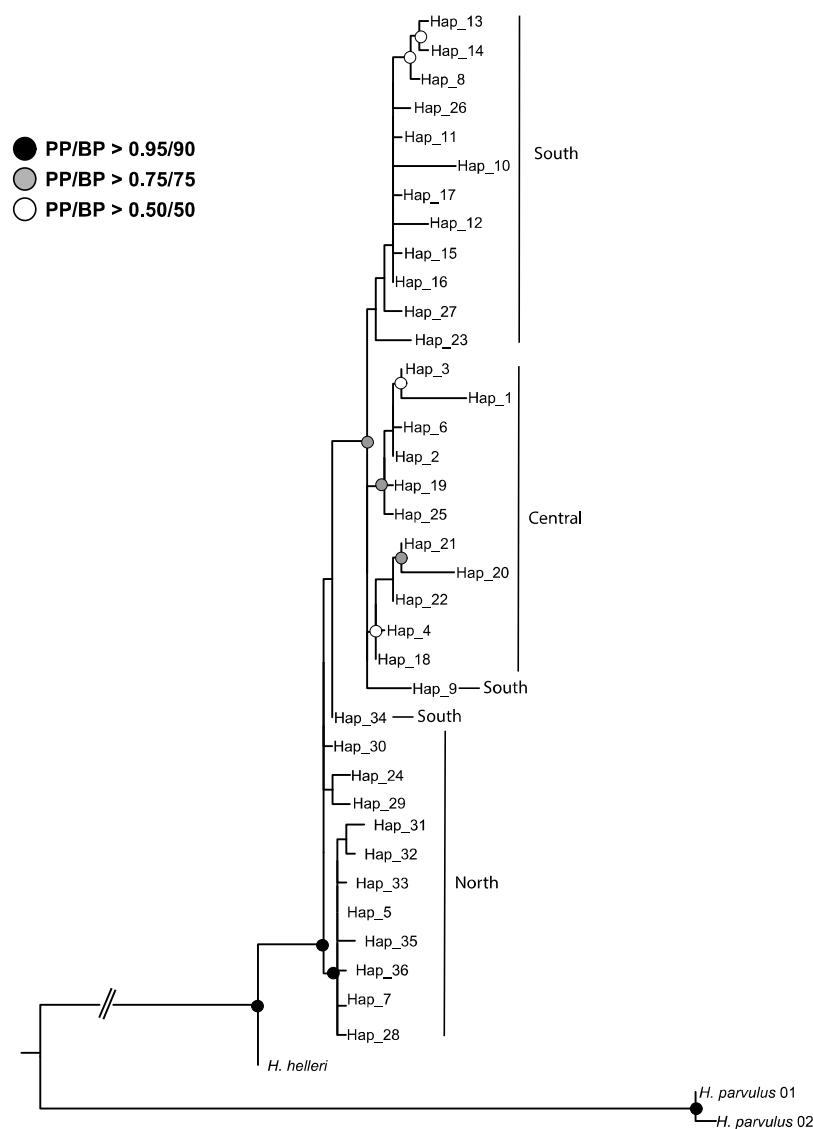 Hap_13
Hap_14
Hap_8
Hap_26
Hap_11
Hap_10
Hap_17
Hap_12
Hap_15
Hap_16
Hap_27
Hap_23
South
PP/BP > 0.95/90
PP/BP > 0.75/75
PP/BP > 0.50/50
Hap_3
Hap_1
Hap_6
Hap_2
Hap_19
Hap_25
Hap_21
Hap_20
Hap_22
Hap_4
Hap_18
Central
Hap_9 — South
Hap_34 — South
Hap_30
Hap_24
Hap_29
Hap_31
Hap_32
Hap_33
Hap_5
Hap_35
Hap_36
Hap_7
Hap_28
North
H. helleri
H. parvulus 01
H. parvulus 02